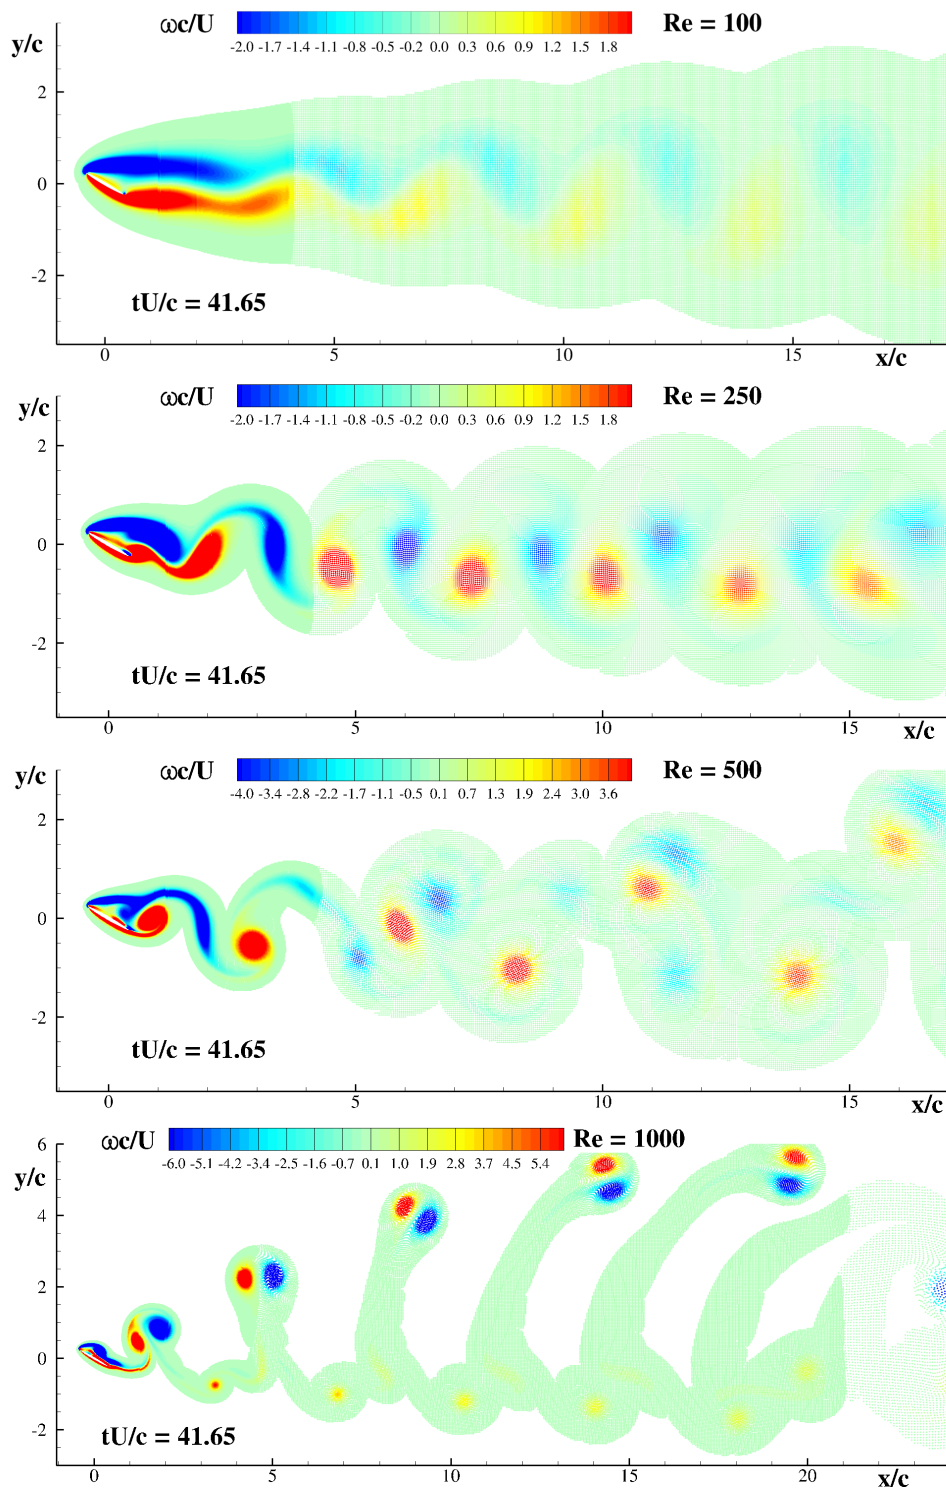 ωc/U Re = 100
-2.0 -1.7 -1.4 -1.1 -0.8 -0.5 -0.2 0.0 0.3 0.6 0.9 1.2 1.5 1.8
y/c
2
0
-2
tU/c = 41.65
0 5 10 15
x/c
ωc/U Re = 250
-2.0 -1.7 -1.4 -1.1 -0.8 -0.5 -0.2 0.0 0.3 0.6 0.9 1.2 1.5 1.8
y/c
2
0
-2
tU/c = 41.65
0 5 10 15
x/c
ωc/U Re = 500
-4.0 -3.4 -2.8 -2.2 -1.7 -1.1 -0.5 0.1 0.7 1.3 1.9 2.4 3.0 3.6
y/c
2
0
-2
tU/c = 41.65
0 5 10 15
x/c
ωc/U Re = 1000
-6.0 -5.1 -4.2 -3.4 -2.5 -1.6 -0.7 0.1 1.0 1.9 2.8 3.7 4.5 5.4
y/c
6
4
2
0
-2
tU/c = 41.65
0 5 10 15 20
x/c